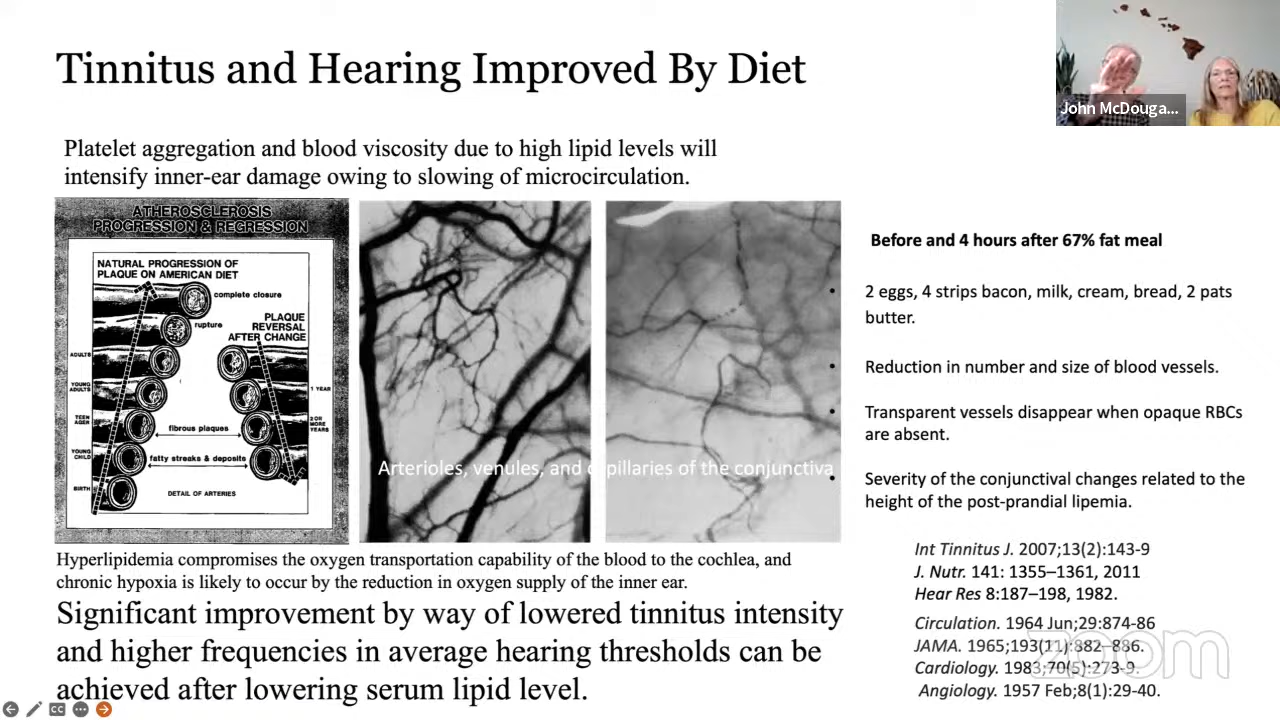 Tinnitus and Hearing Improved By Diet
John McDouga...
Platelet aggregation and blood viscosity due to high lipid levels will
intensify inner-ear damage owing to slowing of microcirculation.
ATHEROSCLEROSIS
PROGRESSION & REGRESSION
NATURAL PROGRESSION OF
PLAQUE ON AMERICAN DIET
complete closure
rupture
PLAQUE
REVERSAL
AFTER CHANGE
ADULTS
YOUNG
ADULTS
1 YEAR
TEEN
AGER
2 OR
MORE
YEARS
fibrous plaques
YOUNG
CHILD
fatty streaks & deposits
BIRTH
DETAIL OF ARTERIES
Arterioles, venules, and capillaries of the conjunctiva
Before and 4 hours after 67% fat meal
• 2 eggs, 4 strips bacon, milk, cream, bread, 2 pats
butter.
• Reduction in number and size of blood vessels.
• Transparent vessels disappear when opaque RBCs
are absent.
• Severity of the conjunctival changes related to the
height of the post-prandial lipemia.
Hyperlipidemia compromises the oxygen transportation capability of the blood to the cochlea, and
chronic hypoxia is likely to occur by the reduction in oxygen supply of the inner ear.
Significant improvement by way of lowered tinnitus intensity
and higher frequencies in average hearing thresholds can be
achieved after lowering serum lipid level.
Int Tinnitus J. 2007;13(2):143-9
J. Nutr. 141: 1355–1361, 2011
Hear Res 8:187–198, 1982.
Circulation. 1964 Jun;29:874-86
JAMA. 1965;193(11):882–886.
Cardiology. 1983;70(5):273-9.
Angiology. 1957 Feb;8(1):29-40.
zoom
CC